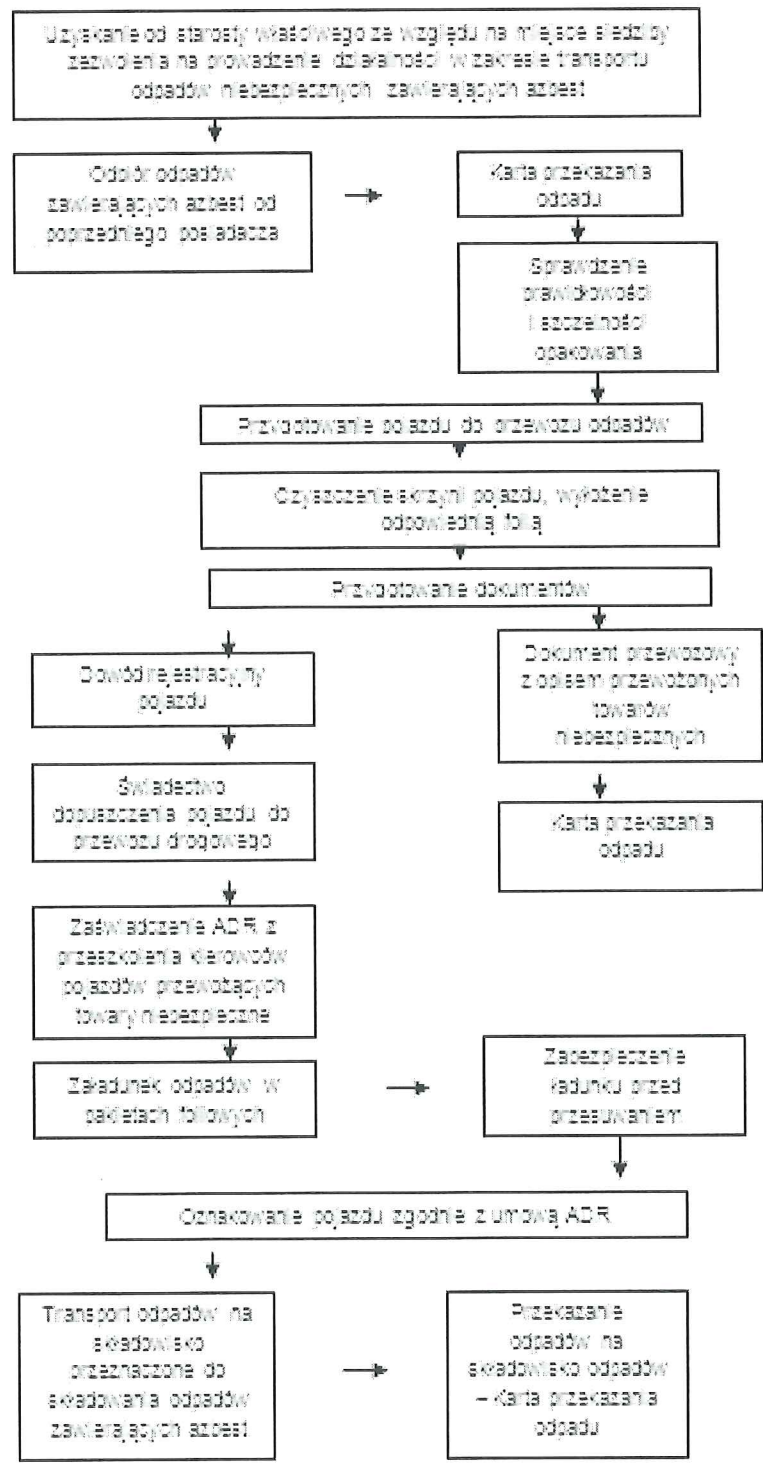 Uzyskanie od starosty właściwego ze względu na miejsce siedziby
zezwolenia na prowadzenie działalności w zakresie transportu
odpadów niebezpiecznych zawierających azbest
Odbiór odpadów
zawierających azbest od
poprzedniego posiadacza
Karta przekazania
odpadu
Sprawdzenie
prawidłowości
i szczelności
opakowania
Przygotowanie pojazdu do przewozu odpadów
Czyszczenie skrzynii pojazdu, wyłożenie
odpowiednią folią
Przygotowanie dokumentów
Dowód rejestracyjny
pojazdu
Dokument przewozowy
z opisem przewożonych
towarów
niebezpiecznych
Świadectwo
dopuszczenia pojazdu do
przewozu drogowego
Karta przekazania
odpadu
Zaświadczenie ADR z
przeszkolenia kierowców
pojazdów przewożących
towary niebezpieczne
Załadunek odpadów w
pakietach foliowych
Zabezpieczenie
ładunku przed
przesuwaniem
Oznakowanie pojazdu zgodnie z umową ADR
Transport odpadów na
składowisko
przeznaczone do
składowania odpadów
zawierających azbest
Przekazanie
odpadów na
składowisko odpadów
– Karta przekazania
odpadu